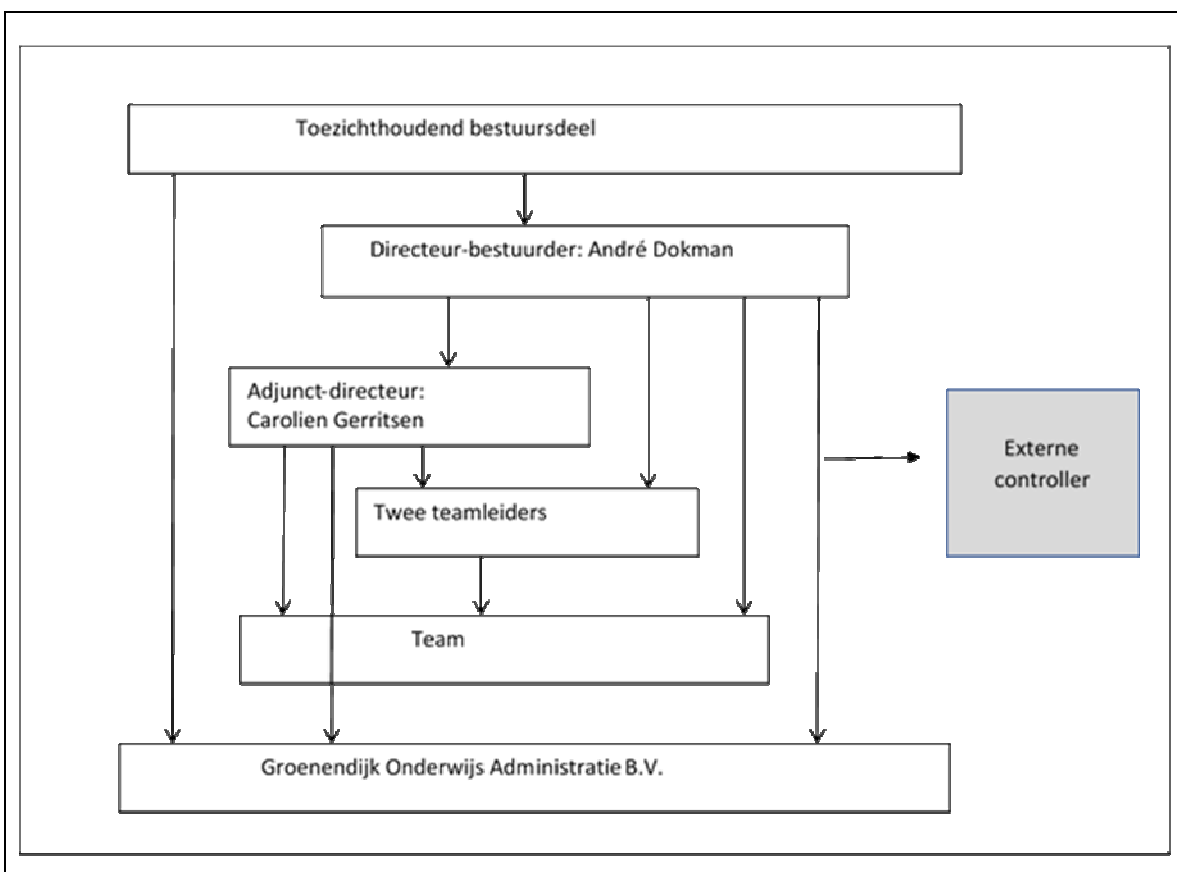 Toezichthoudend bestuursdeel
Directeur-bestuurder: André Dokman
Adjunct-directeur:
Carolien Gerritsen
Externe
controller
Twee teamleiders
Team
Groenendijk Onderwijs Administratie B.V.